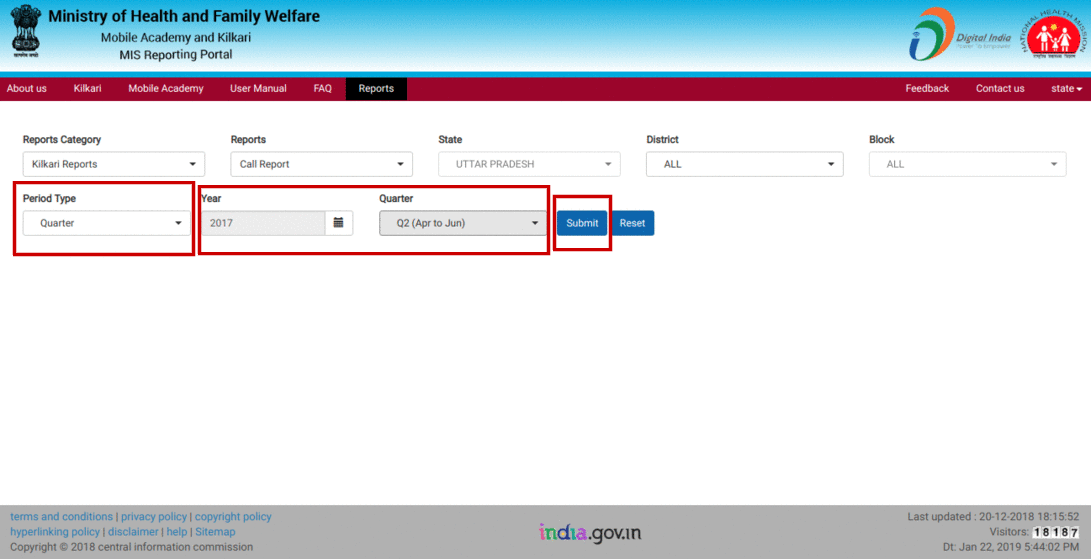 Ministry of Health and Family Welfare
Mobile Academy and Kilkari
MIS Reporting Portal
Digital India
Power To Empower
NATIONAL HEALTH MISSION
About us Kilkari Mobile Academy User Manual FAQ Reports Feedback Contact us state
Reports Category Reports State District Block
Kilkari Reports Call Report UTTAR PRADESH ALL ALL
Period Type Year Quarter
Quarter 2017 Q2 (Apr to Jun) Submit Reset
terms and conditions | privacy policy | copyright policy
hyperlinking policy | disclaimer | help | Sitemap
Copyright © 2018 central information commission
india.gov.in
Last updated : 20-12-2018 18:15:52
Visitors: 18187
Dt: Jan 22, 2019 5:44:02 PM